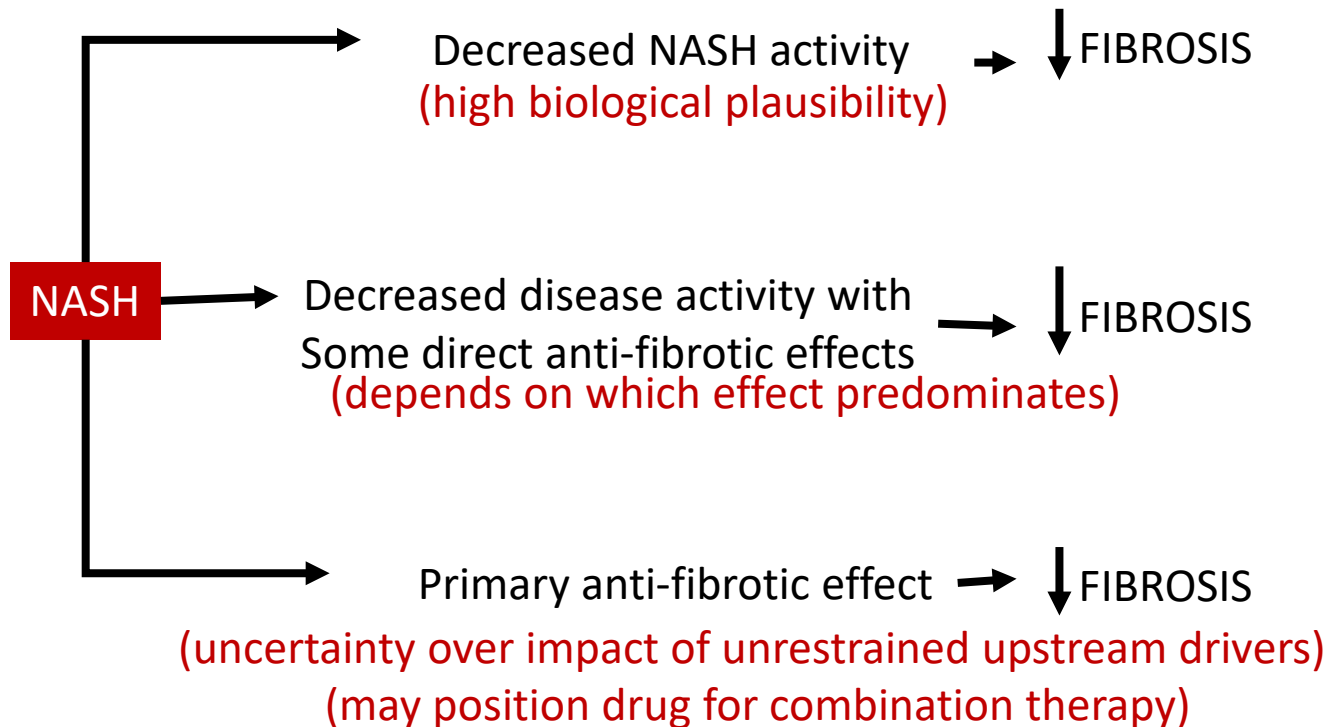 Decreased NASH activity
FIBROSIS
(high biological plausibility)
NASH
Decreased disease activity with
Some direct anti-fibrotic effects
FIBROSIS
(depends on which effect predominates)
Primary anti-fibrotic effect
FIBROSIS
(uncertainty over impact of unrestrained upstream drivers)
(may position drug for combination therapy)